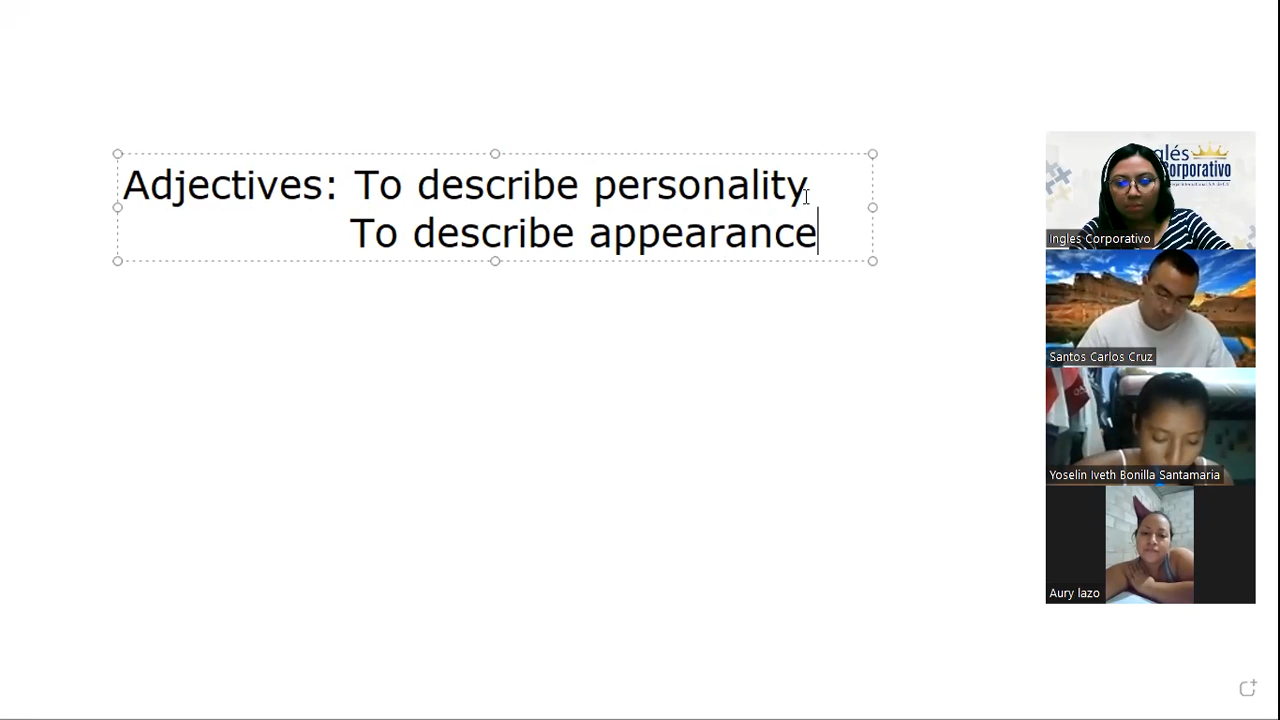 Adjectives: To describe personality
To describe appearance
glés
Corporativo
Ingles Corporativo
Santos Carlos Cruz
Yoselin Iveth Bonilla Santamaria
Aury lazo